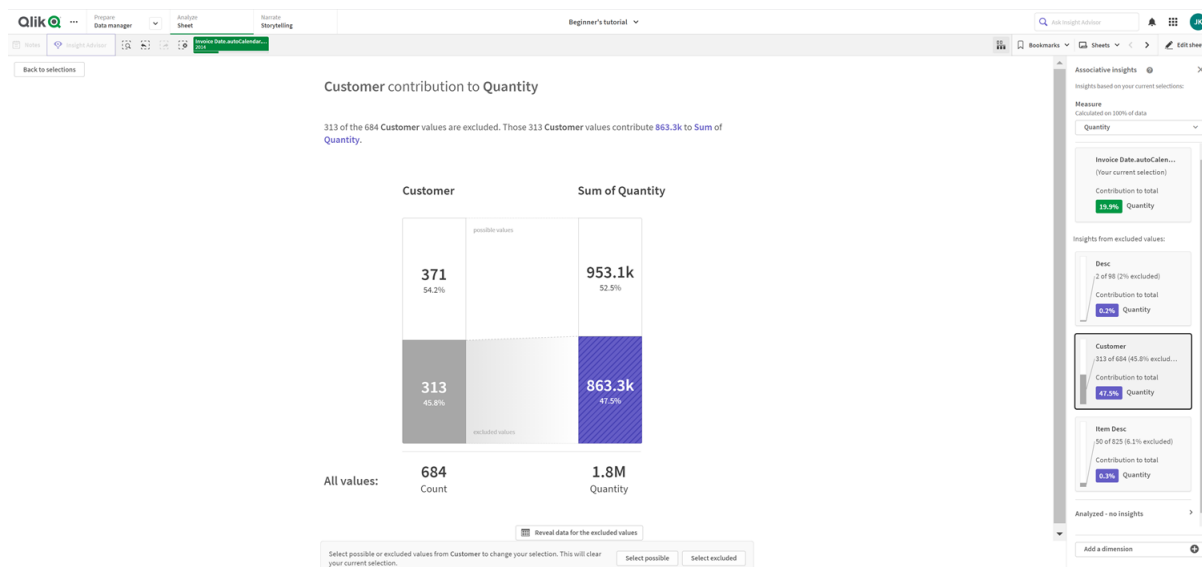 Qlik
Prepare
Data manager
Analyze
Sheet
Narrate
Storytelling
Beginner's tutorial
Ask Insight Advisor
JK
Notes
Insight Advisor
Invoice Date.autoCalendar....
2014
Bookmarks
Sheets
Edit shee
Back to selections
Customer contribution to Quantity
313 of the 684 Customer values are excluded. Those 313 Customer values contribute 863.3k to Sum of
Quantity.
Customer
Sum of Quantity
possible values
371
54.2%
953.1k
52.5%
313
45.8%
863.3k
47.5%
excluded values
All values:
684
Count
1.8M
Quantity
Reveal data for the excluded values
Select possible or excluded values from Customer to change your selection. This will clear
your current selection.
Select possible
Select excluded
Associative insights
Insights based on your current selections:
Measure
Calculated on 100% of data
Quantity
Invoice Date.autoCalen...
(Your current selection)
Contribution to total
19.9% Quantity
Insights from excluded values:
Desc
2 of 98 (2% excluded)
Contribution to total
0.2% Quantity
Customer
313 of 684 (45.8% exclud...
Contribution to total
47.5% Quantity
Item Desc
50 of 825 (6.1% excluded)
Contribution to total
0.3% Quantity
Analyzed - no insights
Add a dimension